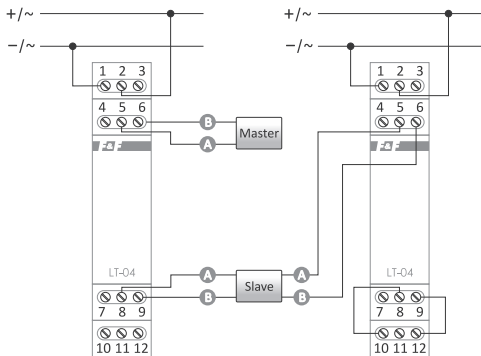 +/~
−/~
1 2 3
4 5 6
F&F
B
A
Master
LT-04
A
B
Slave
A
B
7 8 9
10 11 12
+/~
−/~
1 2 3
4 5 6
F&F
LT-04
7 8 9
10 11 12